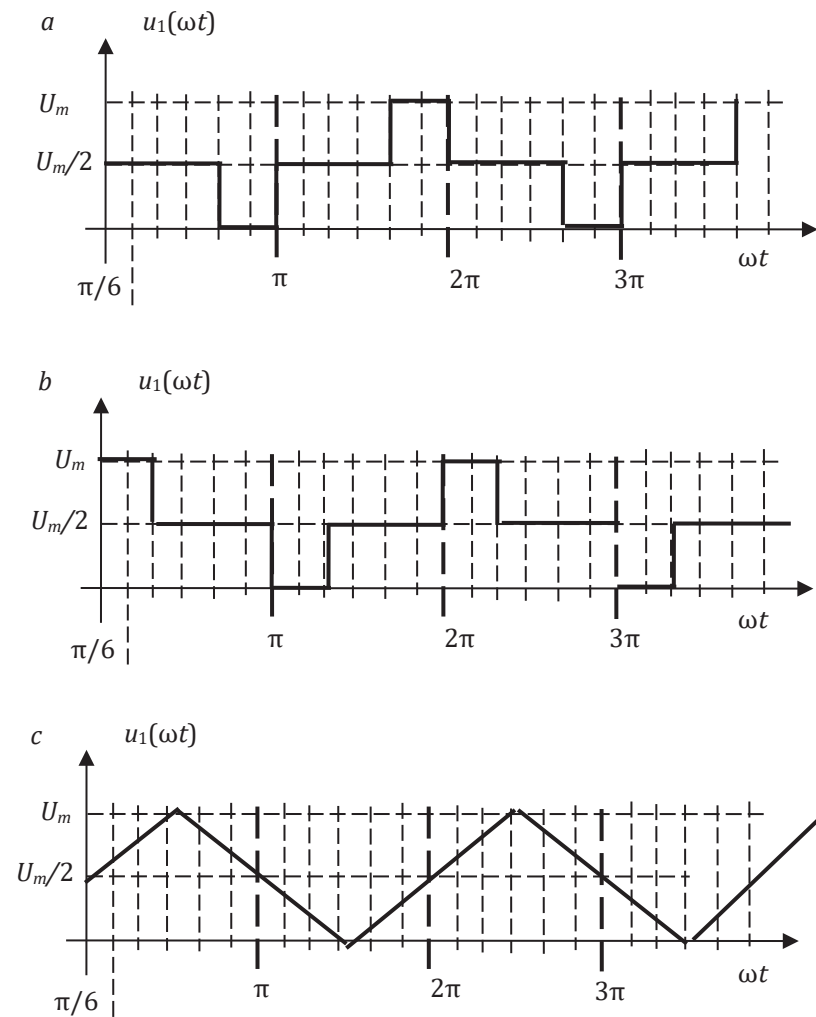 a u₁(ωt)
Uₘ
Uₘ/2
π/6 π 2π 3π ωt
b u₁(ωt)
Uₘ
Uₘ/2
π/6 π 2π 3π ωt
c u₁(ωt)
Uₘ
Uₘ/2
π/6 π 2π 3π ωt